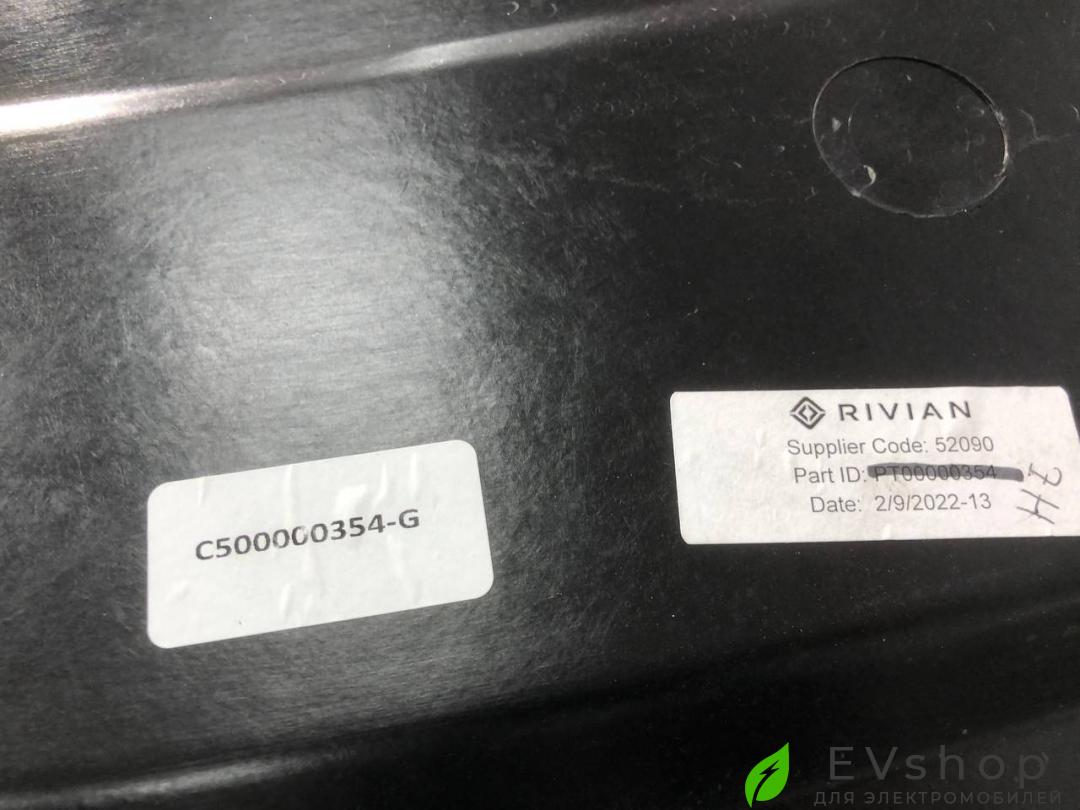 RIVIAN
Supplier Code: 52090
Part ID: PT00000354
Date: 2/9/2022-13
C500000354-G
EVshop
ДЛЯ ЭЛЕКТРОМОБИЛЕЙ